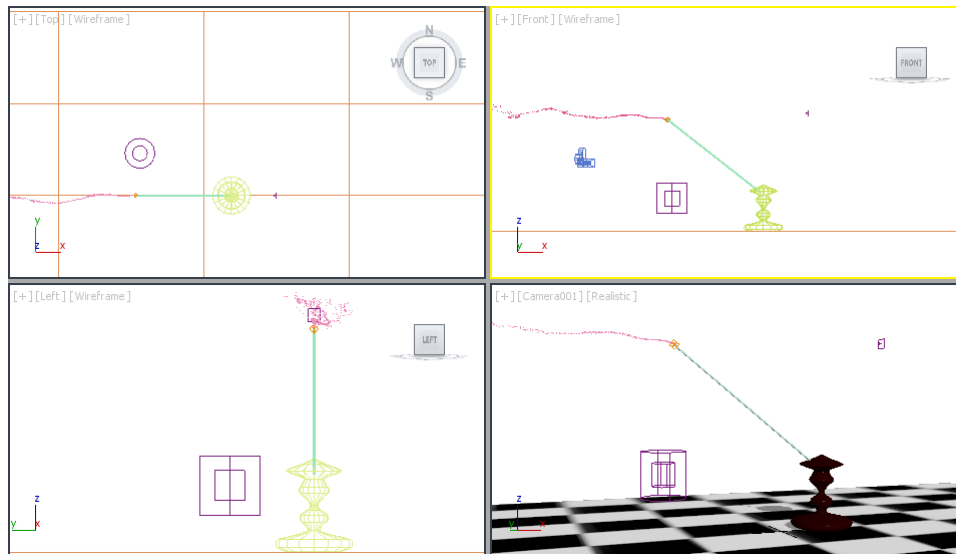 [+] [Top] [Wireframe]
N
W TOP E
S
y
z x
[+] [Front] [Wireframe]
FRONT
z
y x
[+] [Left] [Wireframe]
LEFT
z
y x
[+] [Camera001] [Realistic]
z
y x